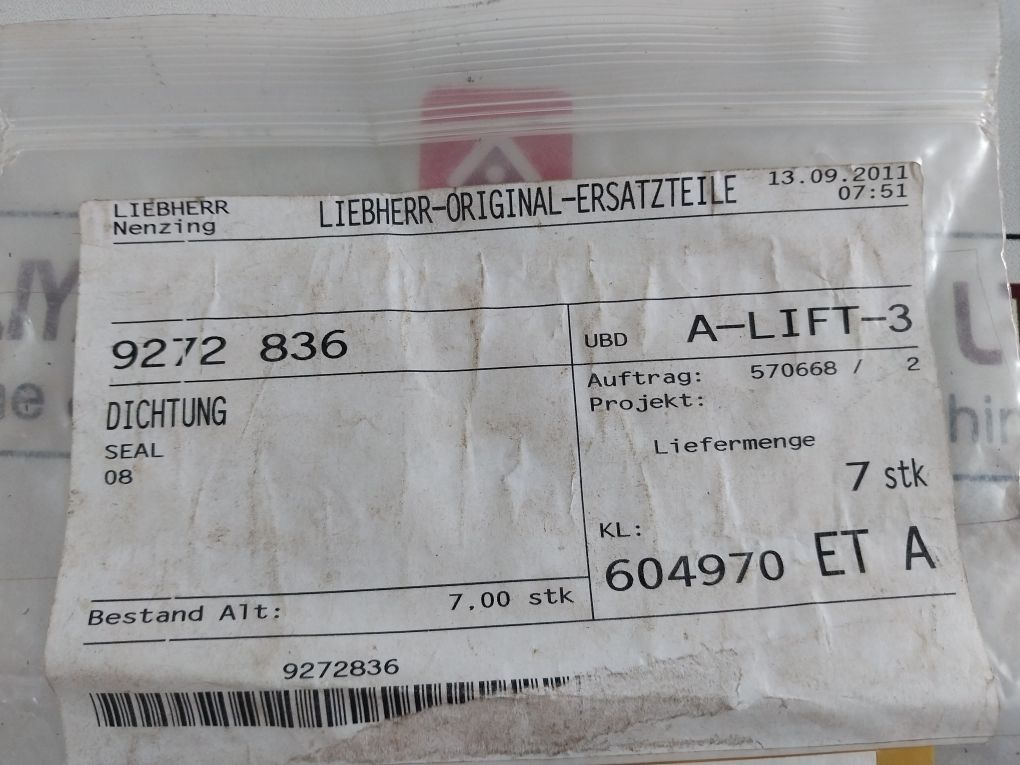 LIEBHERR
Nenzing
LIEBHERR-ORIGINAL-ERSATZTEILE
13.09.2011
07:51
9272 836
UBD A-LIFT-3
DICHTUNG
SEAL
08
Auftrag: 570668 / 2
Projekt:
Liefermenge
7 stk
KL:
604970 ET A
Bestand Alt: 7,00 stk
9272836